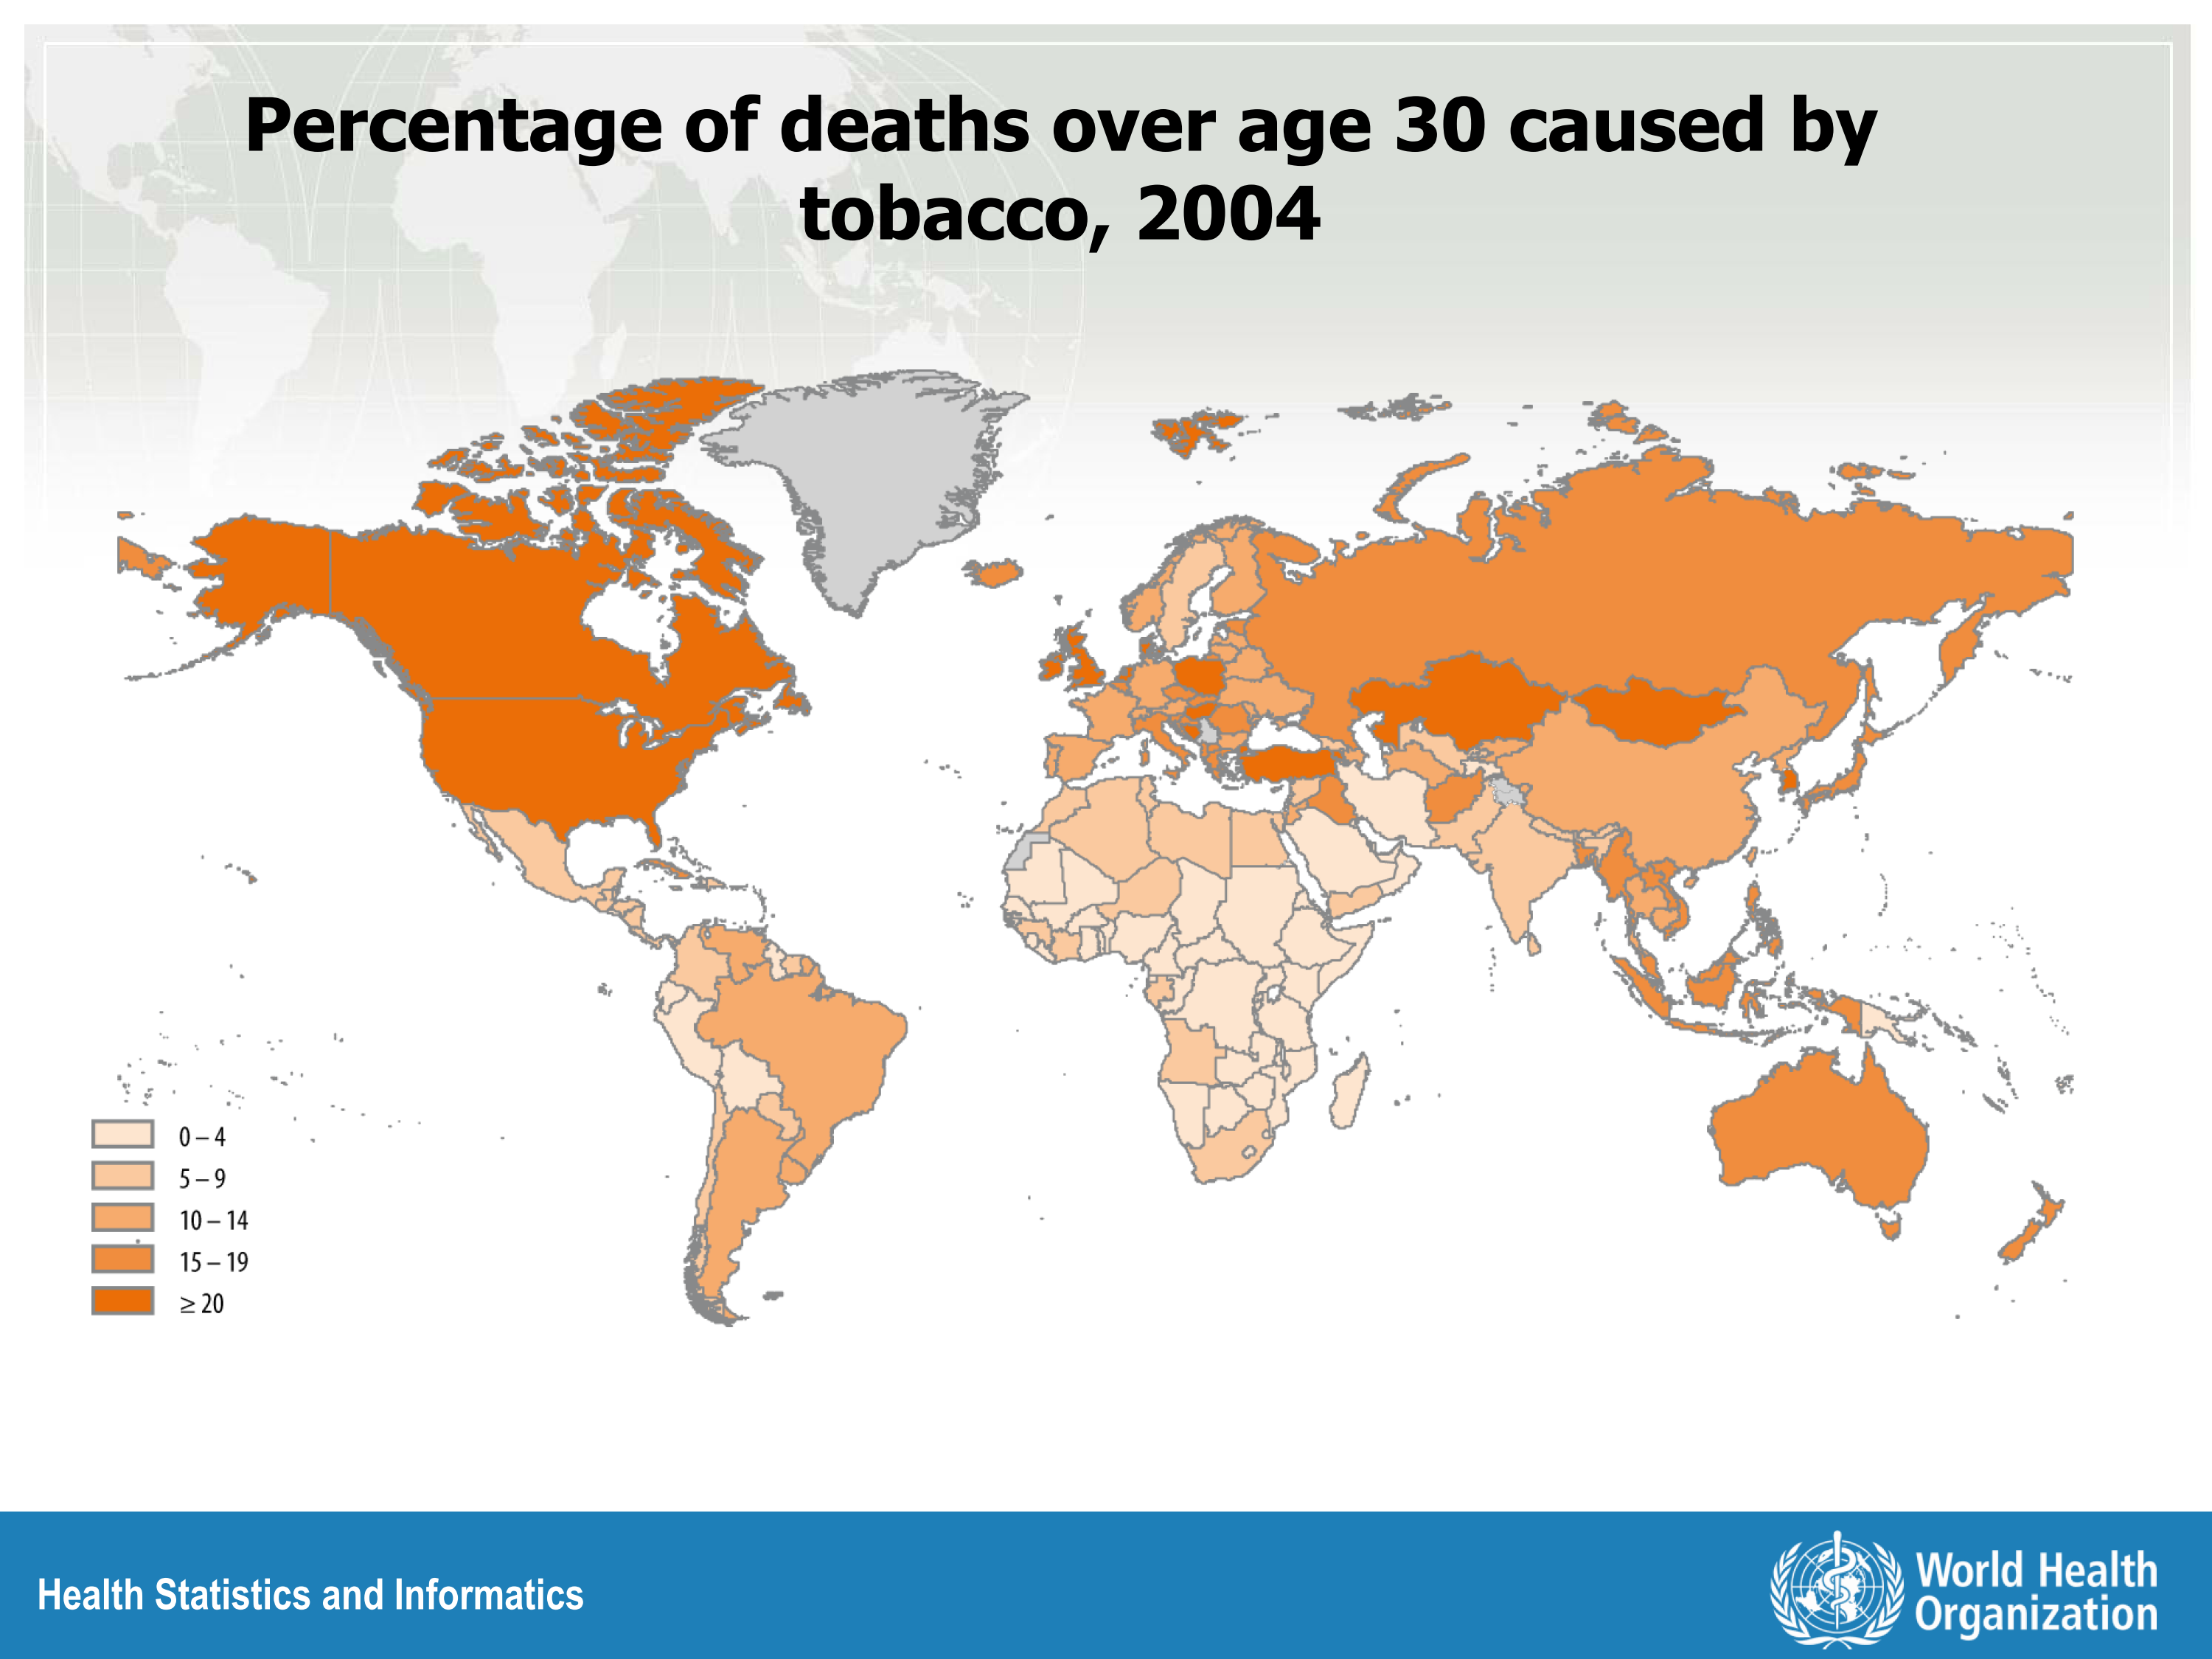 Percentage of deaths over age 30 caused by
tobacco, 2004
0 – 4
5 – 9
10 – 14
15 – 19
≥ 20
Health Statistics and Informatics
World Health
Organization